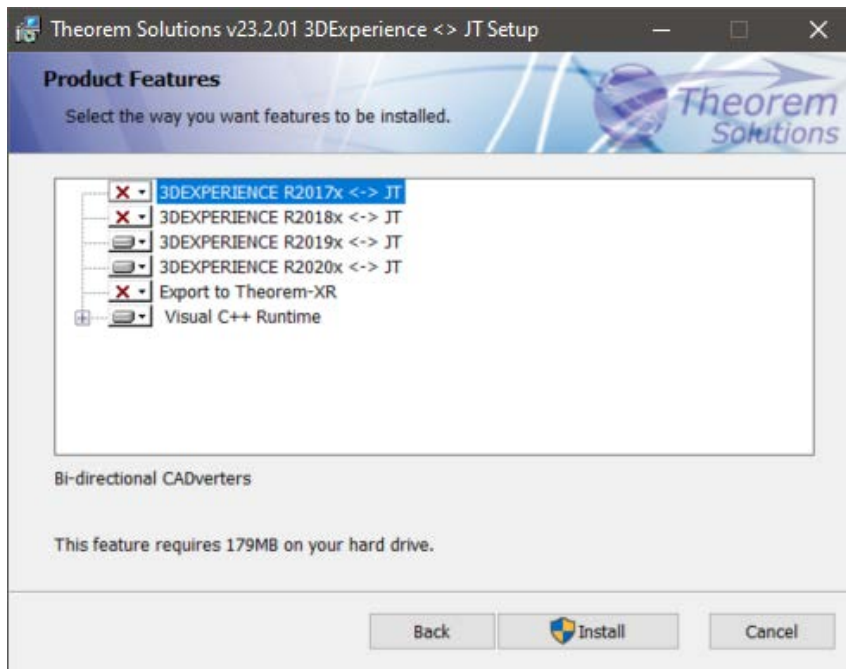 Theorem Solutions v23.2.01 3DExperience <> JT Setup
Product Features
Select the way you want features to be installed.
Theorem
Solutions
3DEXPERIENCE R2017x <-> JT
3DEXPERIENCE R2018x <-> JT
3DEXPERIENCE R2019x <-> JT
3DEXPERIENCE R2020x <-> JT
Export to Theorem-XR
Visual C++ Runtime
Bi-directional CADverters
This feature requires 179MB on your hard drive.
Back
Install
Cancel